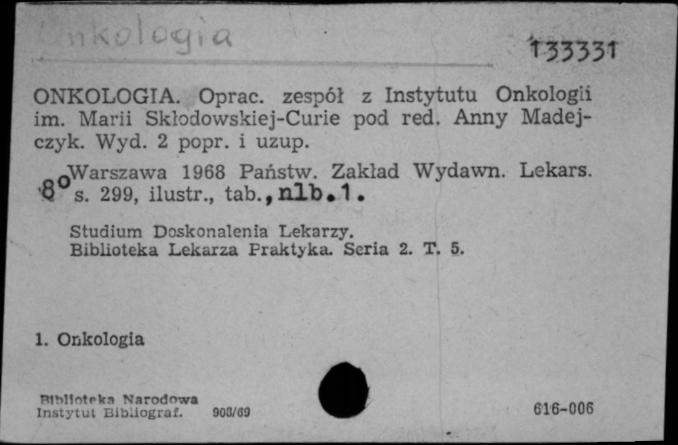 Onkologia
133331
ONKOLOGIA. Oprac. zespół z Instytutu Onkologii
im. Marii Skłodowskiej-Curie pod red. Anny Madej-
czyk. Wyd. 2 popr. i uzup.
Warszawa 1968 Państw. Zakład Wydawn. Lekars.
8° s. 299, ilustr., tab., nlb. 1.
Studium Doskonalenia Lekarzy.
Biblioteka Lekarza Praktyka. Seria 2. T. 5.
1. Onkologia
Biblioteka Narodowa
Instytut Bibliograf. 908/69
616-006